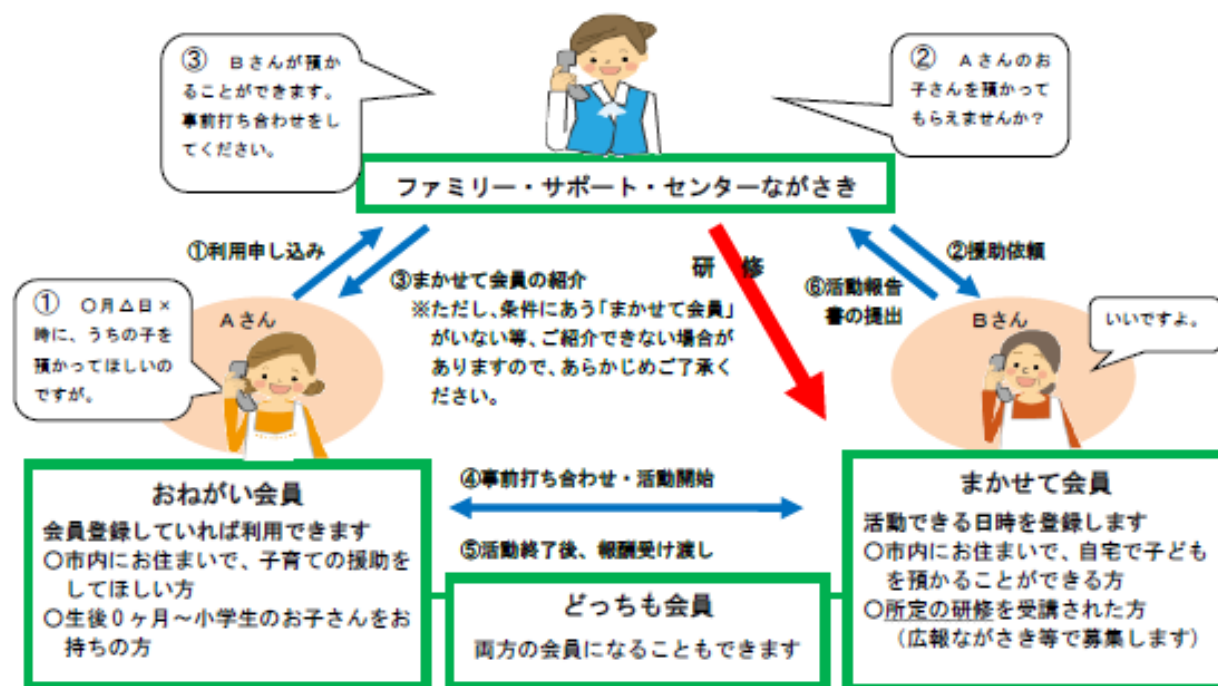 ③ Bさんが預か
ることができます。
事前打ち合わせをし
てください。
② Aさんのお
子さんを預かって
もらえませんか？
ファミリー・サポート・センターながさき
①利用申し込み
③まかせて会員の紹介
※ただし、条件にあう「まかせて会員」
がいない等、ご紹介できない場合が
ありますので、あらかじめご了承く
ださい。
研 修
②援助依頼
⑥活動報告
書の提出
① 〇月△日×
時に、うちの子を
預かってほしいの
ですが。
Aさん
Bさん
いいですよ。
④事前打ち合わせ・活動開始
⑤活動終了後、報酬受け渡し
おねがい会員
会員登録していれば利用できます
〇市内にお住まいで、子育ての援助を
してほしい方
〇生後０ヶ月～小学生のお子さんをお
持ちの方
どっちも会員
両方の会員になることもできます
まかせて会員
活動できる日時を登録します
〇市内にお住まいで、自宅で子ども
を預かることができる方
〇所定の研修を受講された方
（広報ながさき等で募集します）